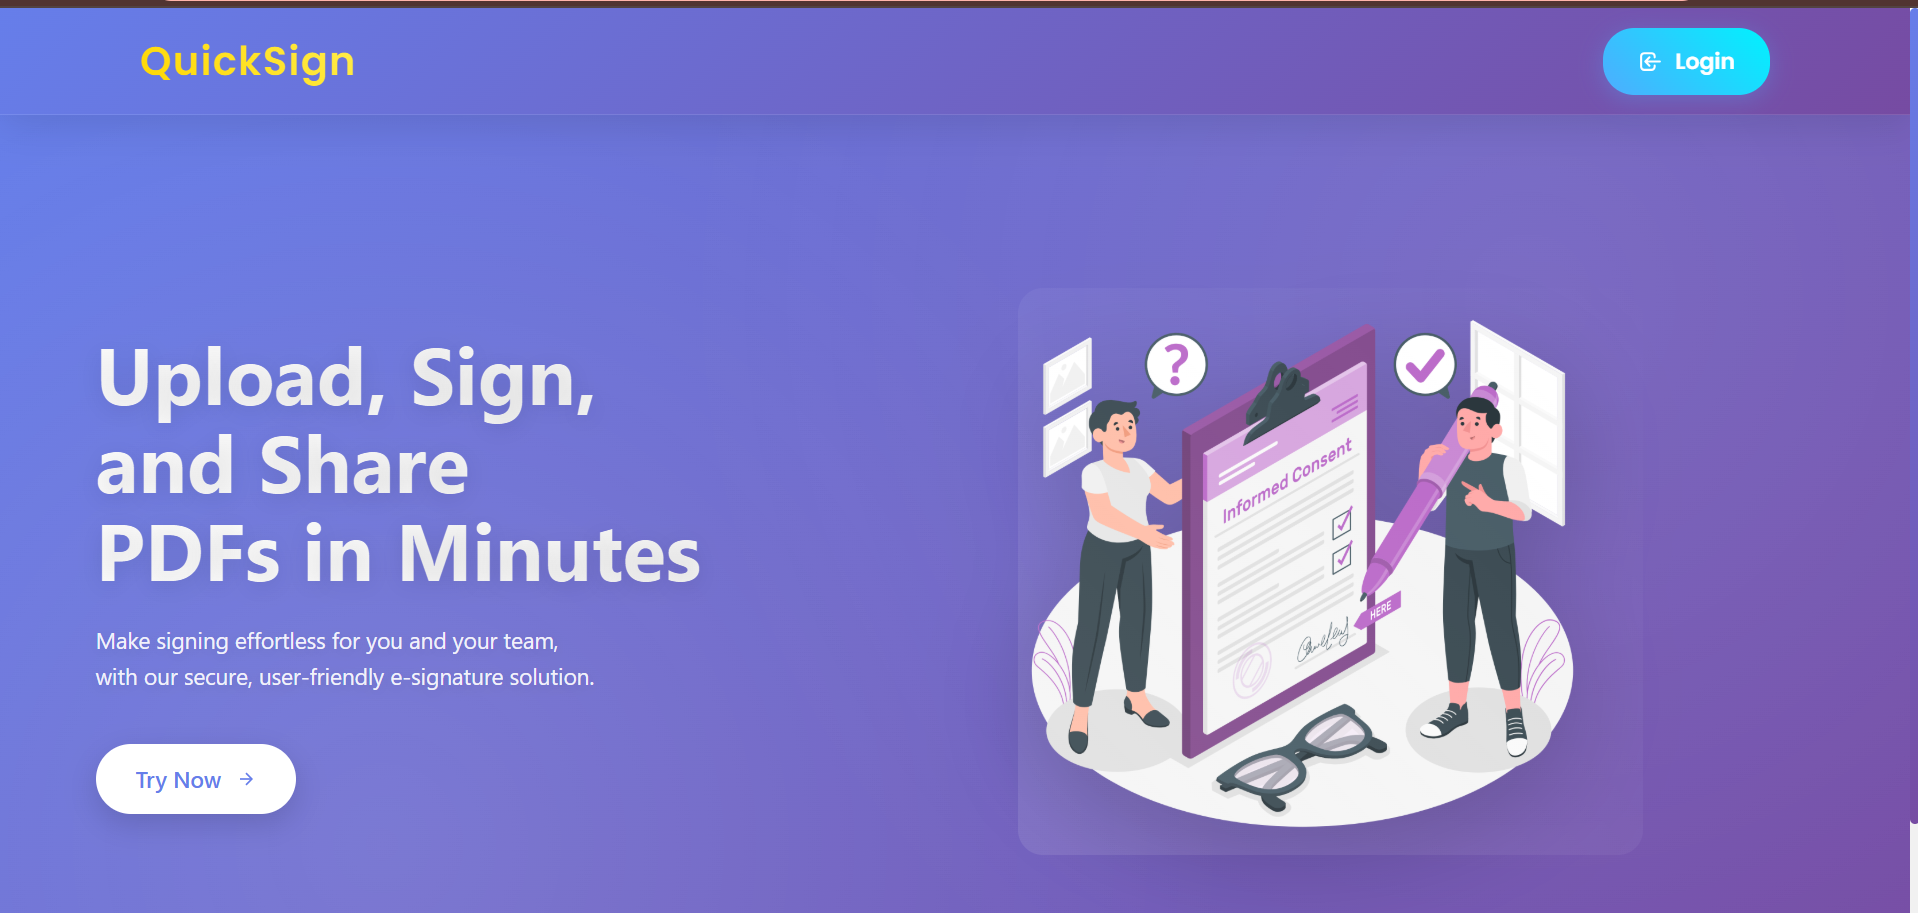 QuickSign
Login
Upload, Sign,
and Share
PDFs in Minutes
Make signing effortless for you and your team,
with our secure, user-friendly e-signature solution.
Try Now
?
Informed Consent
HERE